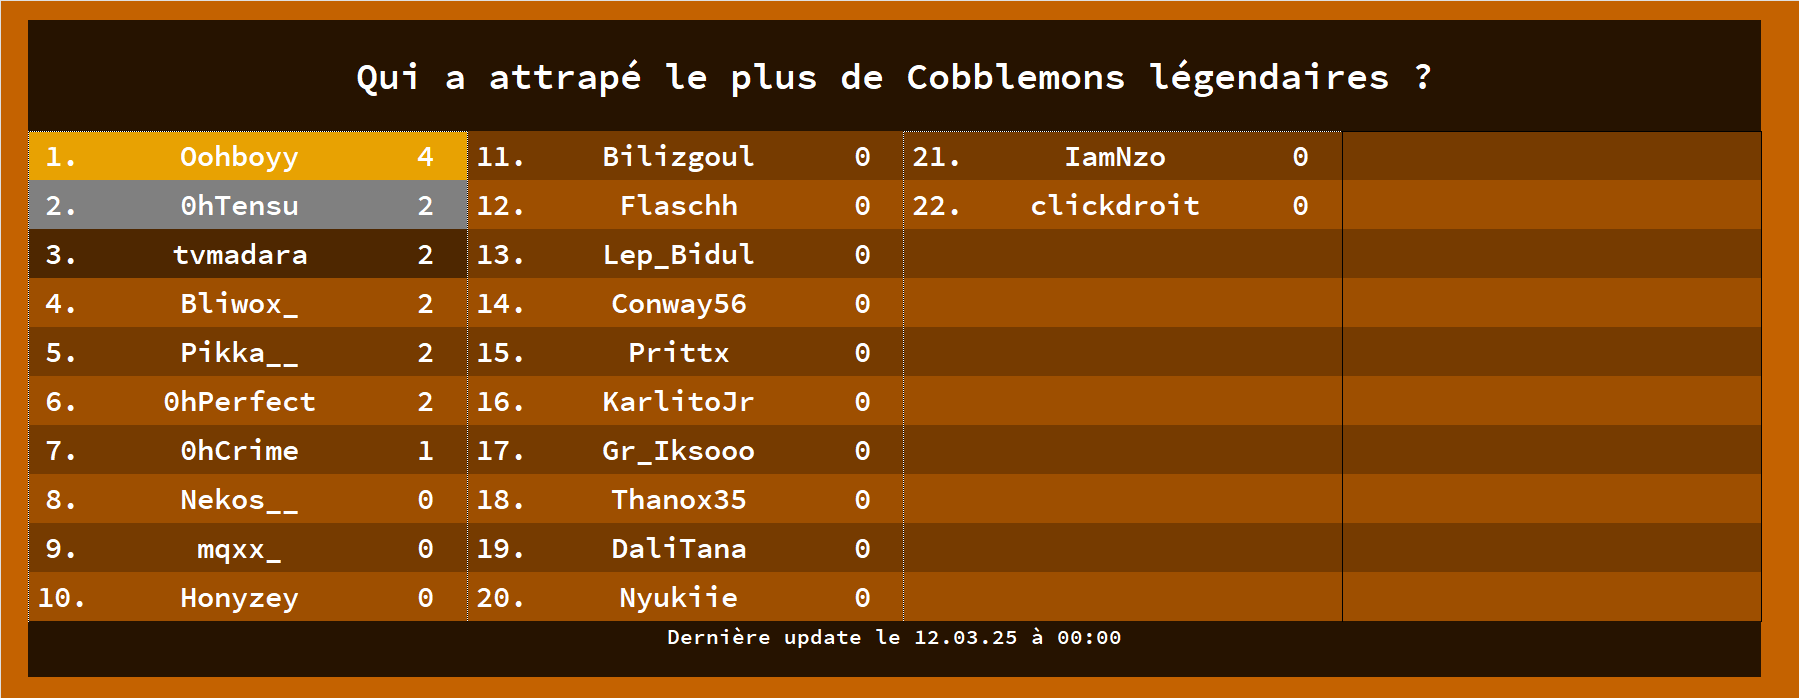 Qui a attrapé le plus de Cobblemons légendaires ?
1. Oohboyy 4
2. 0hTensu 2
3. tvmadara 2
4. Bliwox_ 2
5. Pikka__ 2
6. 0hPerfect 2
7. 0hCrime 1
8. Nekos__ 0
9. mqxx_ 0
10. Honyzey 0
11. Bilizgoul 0
12. Flaschh 0
13. Lep_Bidul 0
14. Conway56 0
15. Prittx 0
16. KarlitoJr 0
17. Gr_Iksooo 0
18. Thanox35 0
19. DaliTana 0
20. Nyukiie 0
21. IamNzo 0
22. clickdroit 0
Dernière update le 12.03.25 à 00:00